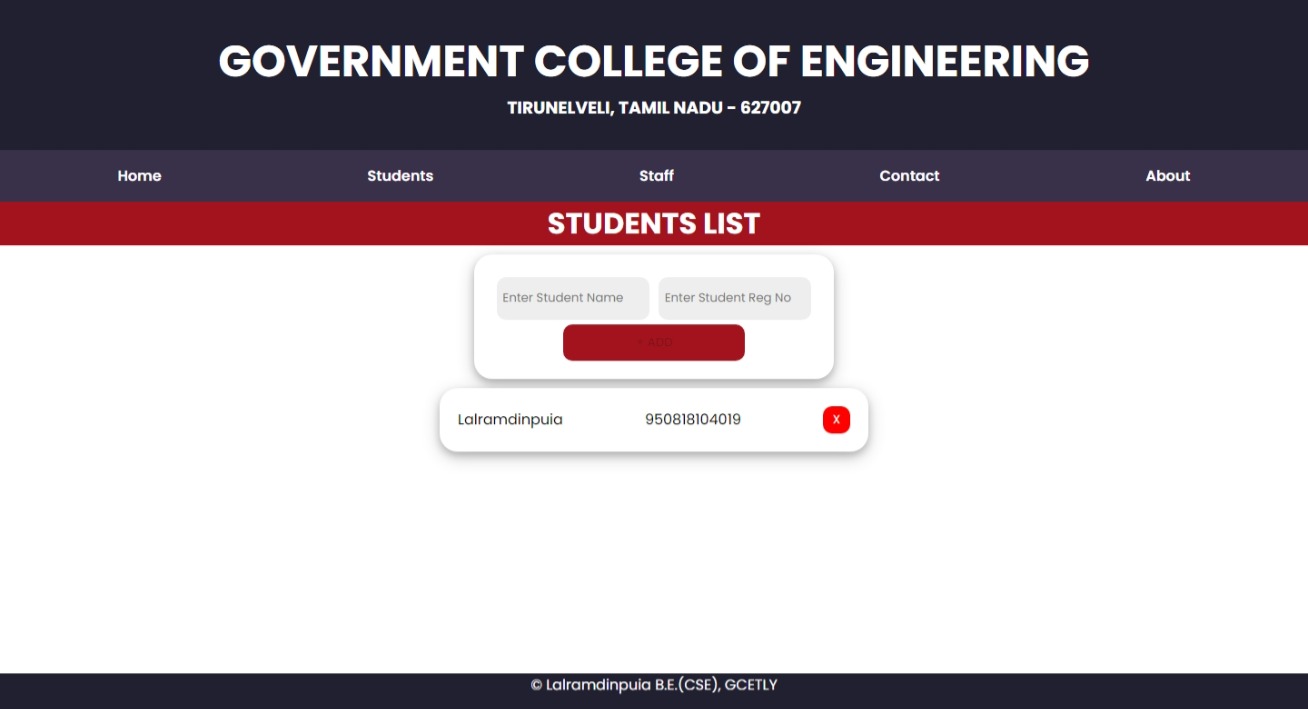 GOVERNMENT COLLEGE OF ENGINEERING
TIRUNELVELI, TAMIL NADU - 627007
Home Students Staff Contact About
STUDENTS LIST
Enter Student Name Enter Student Reg No
+ ADD
Lalramdinpuia 950818104019 X
© Lalramdinpuia B.E.(CSE), GCETLY